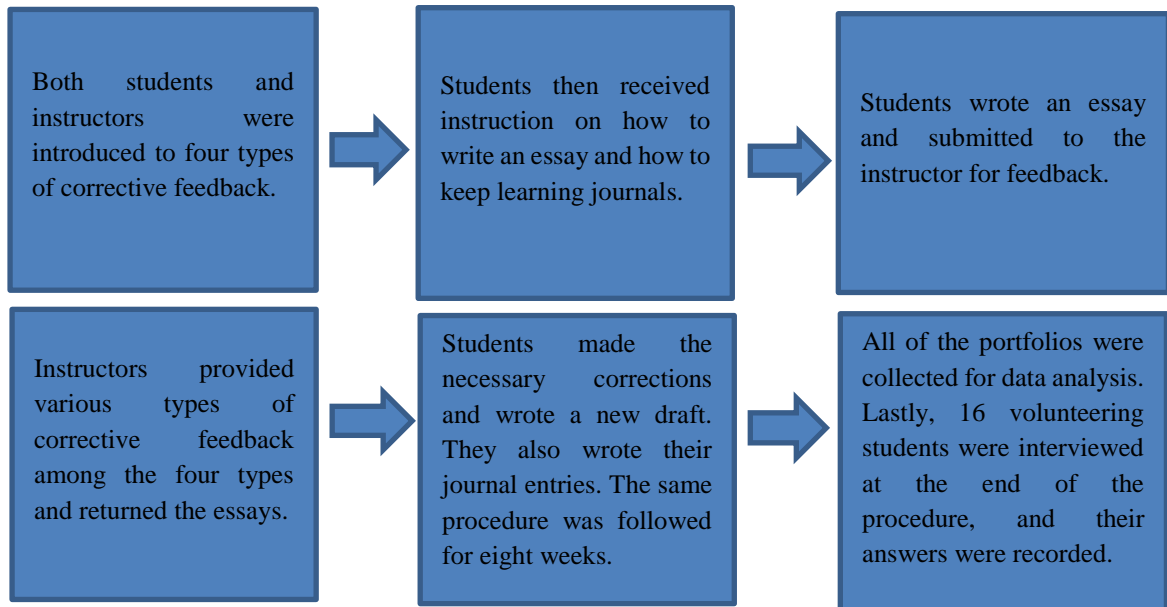 Both students and
instructors were
introduced to four types
of corrective feedback.
Students then received
instruction on how to
write an essay and how to
keep learning journals.
Students wrote an essay
and submitted to the
instructor for feedback.
Instructors provided
various types of
corrective feedback
among the four types
and returned the essays.
Students made the
necessary corrections
and wrote a new draft.
They also wrote their
journal entries. The same
procedure was followed
for eight weeks.
All of the portfolios were
collected for data analysis.
Lastly, 16 volunteering
students were interviewed
at the end of the
procedure, and their
answers were recorded.